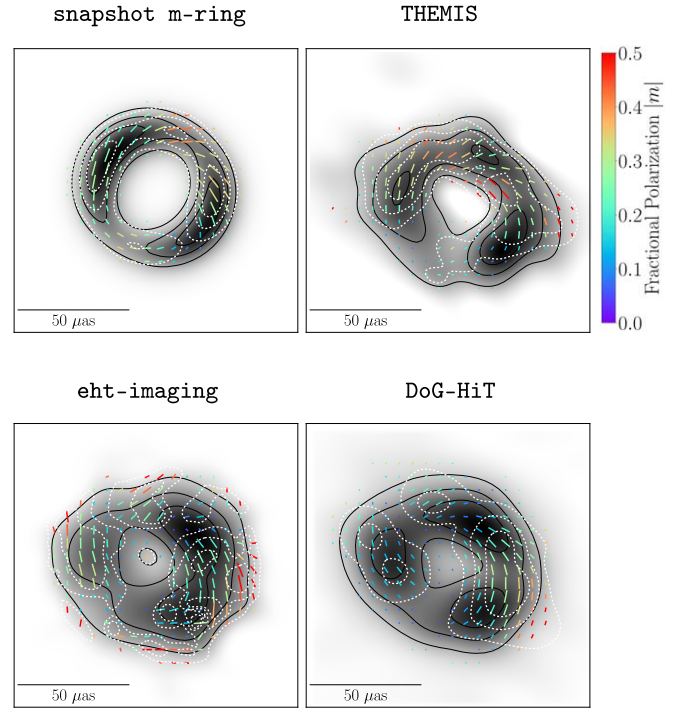 snapshot m-ring
THEMIS
0.5
0.4
0.3
0.2
0.1
0.0
Fractional Polarization |m|
50 μas
50 μas
eht-imaging
DoG-HiT
50 μas
50 μas